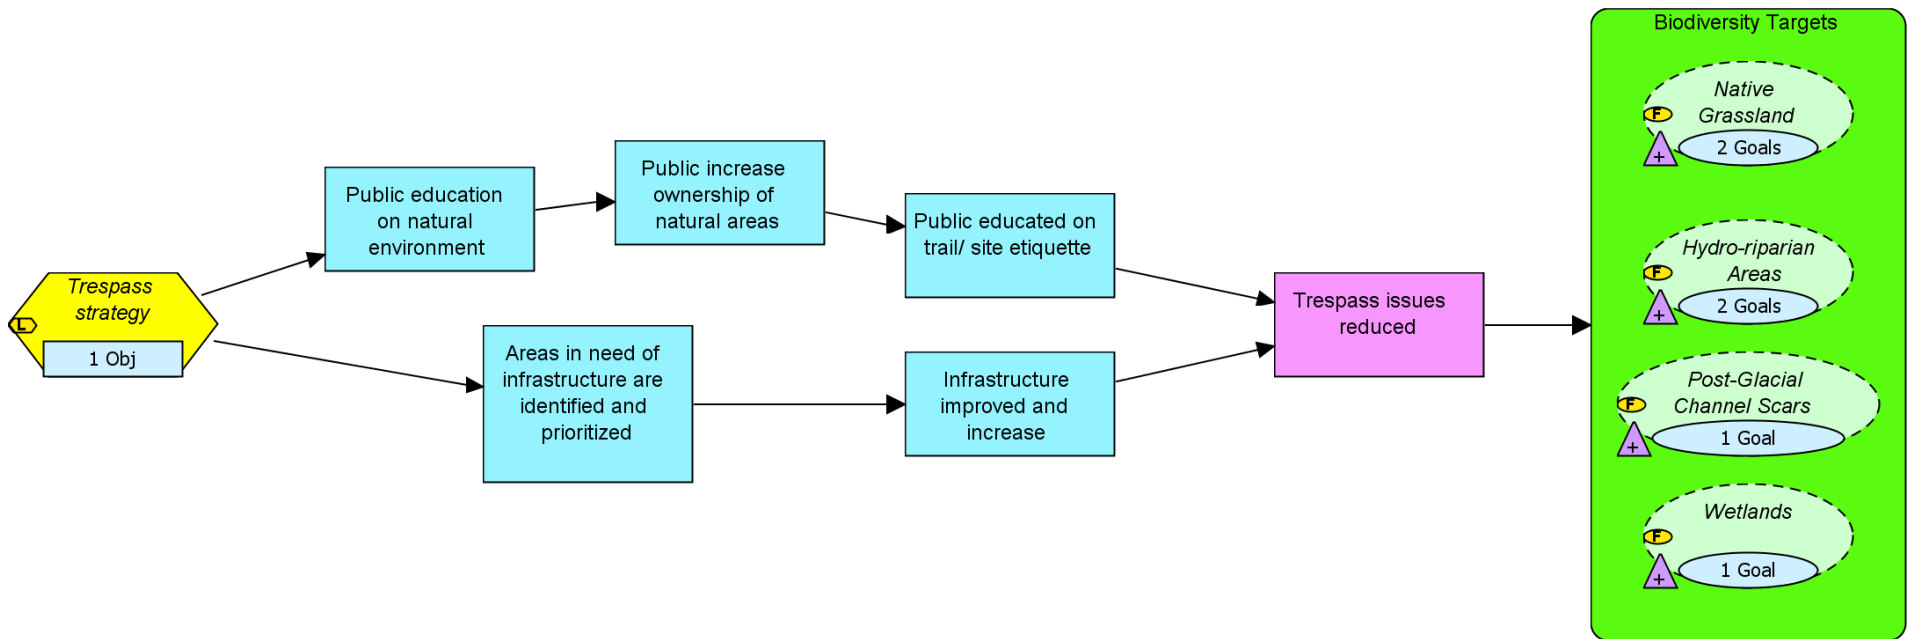 Trespass
strategy
L
1 Obj
Public education
on natural
environment
Public increase
ownership of
natural areas
Public educated on
trail/ site etiquette
Areas in need of
infrastructure are
identified and
prioritized
Infrastructure
improved and
increase
Trespass issues
reduced
Biodiversity Targets
Native
Grassland
F
+
2 Goals
Hydro-riparian
Areas
F
+
2 Goals
Post-Glacial
Channel Scars
F
+
1 Goal
Wetlands
F
+
1 Goal